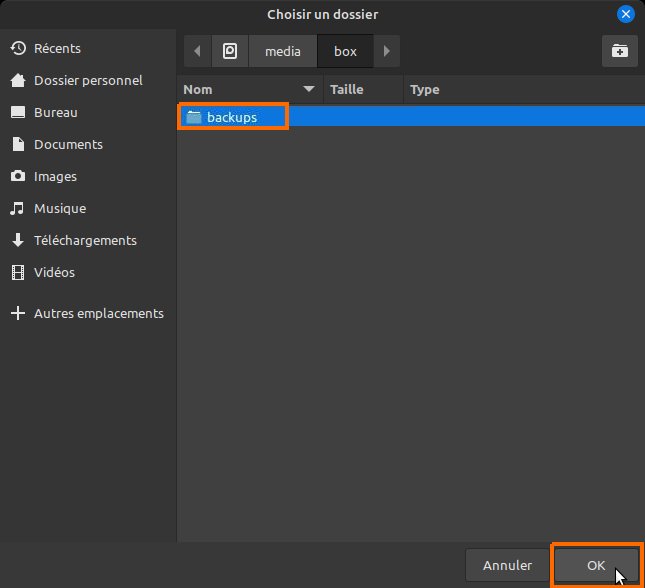 Choisir un dossier
Récents
Dossier personnel
Bureau
Documents
Images
Musique
Téléchargements
Vidéos
Autres emplacements
media box
Nom Taille Type
backups
Annuler OK